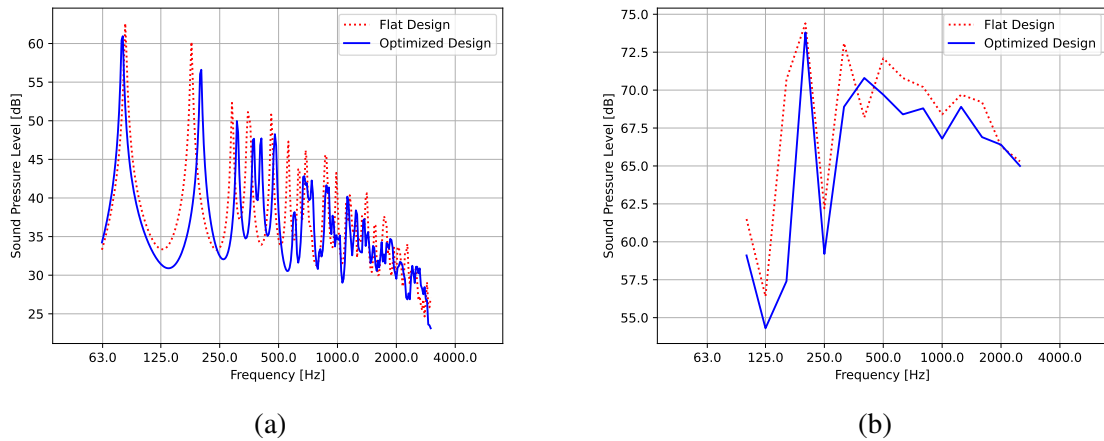 Flat Design
Optimized Design
Sound Pressure Level [dB]
60
55
50
45
40
35
30
25
63.0 125.0 250.0 500.0 1000.0 2000.0 4000.0
Frequency [Hz]
(a)
Flat Design
Optimized Design
Sound Pressure Level [dB]
75.0
72.5
70.0
67.5
65.0
62.5
60.0
57.5
55.0
63.0 125.0 250.0 500.0 1000.0 2000.0 4000.0
Frequency [Hz]
(b)